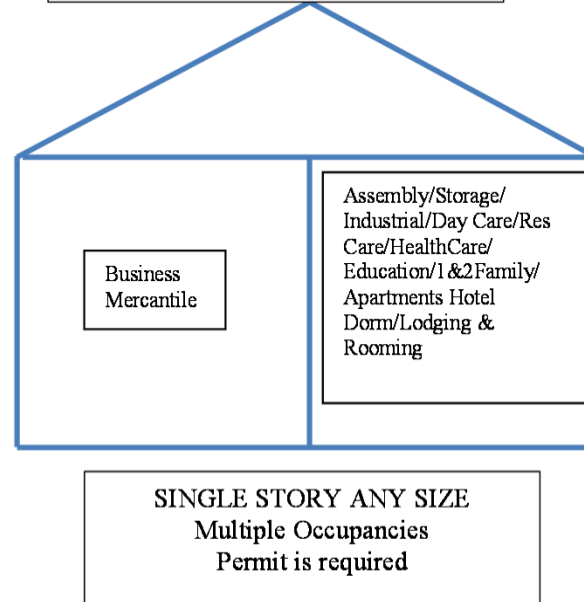 Business
Mercantile
Assembly/Storage/
Industrial/Day Care/Res
Care/HealthCare/
Education/1&2Family/
Apartments Hotel
Dorm/Lodging &
Rooming
SINGLE STORY ANY SIZE
Multiple Occupancies
Permit is required